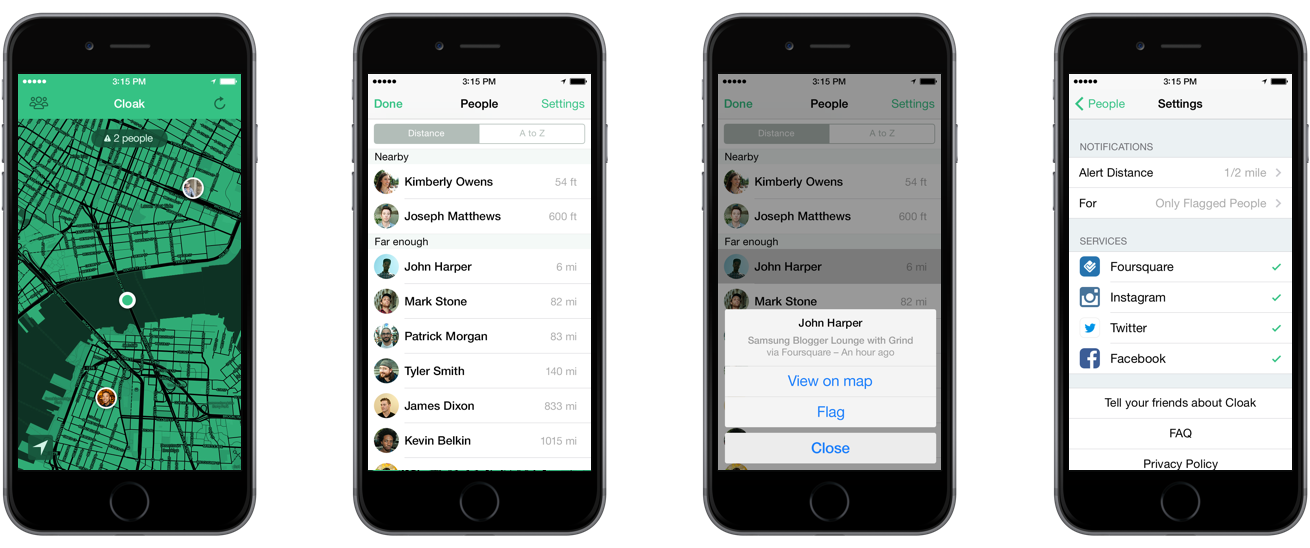 3:15 PM
Cloak
2 people
3:15 PM
Done People Settings
Distance A to Z
Nearby
Kimberly Owens 54 ft
Joseph Matthews 600 ft
Far enough
John Harper 6 mi
Mark Stone 82 mi
Patrick Morgan 83 mi
Tyler Smith 140 mi
James Dixon 833 mi
Kevin Belkin 1015 mi
3:15 PM
Done People Settings
Distance A to Z
Nearby
Kimberly Owens 54 ft
Joseph Matthews 600 ft
Far enough
John Harper 6 mi
Mark Stone 82 mi
John Harper
Samsung Blogger Lounge with Grind
via Foursquare – An hour ago
View on map
Flag
Close
3:15 PM
People Settings
NOTIFICATIONS
Alert Distance 1/2 mile
For Only Flagged People
SERVICES
Foursquare
Instagram
Twitter
Facebook
Tell your friends about Cloak
FAQ
Privacy Policy